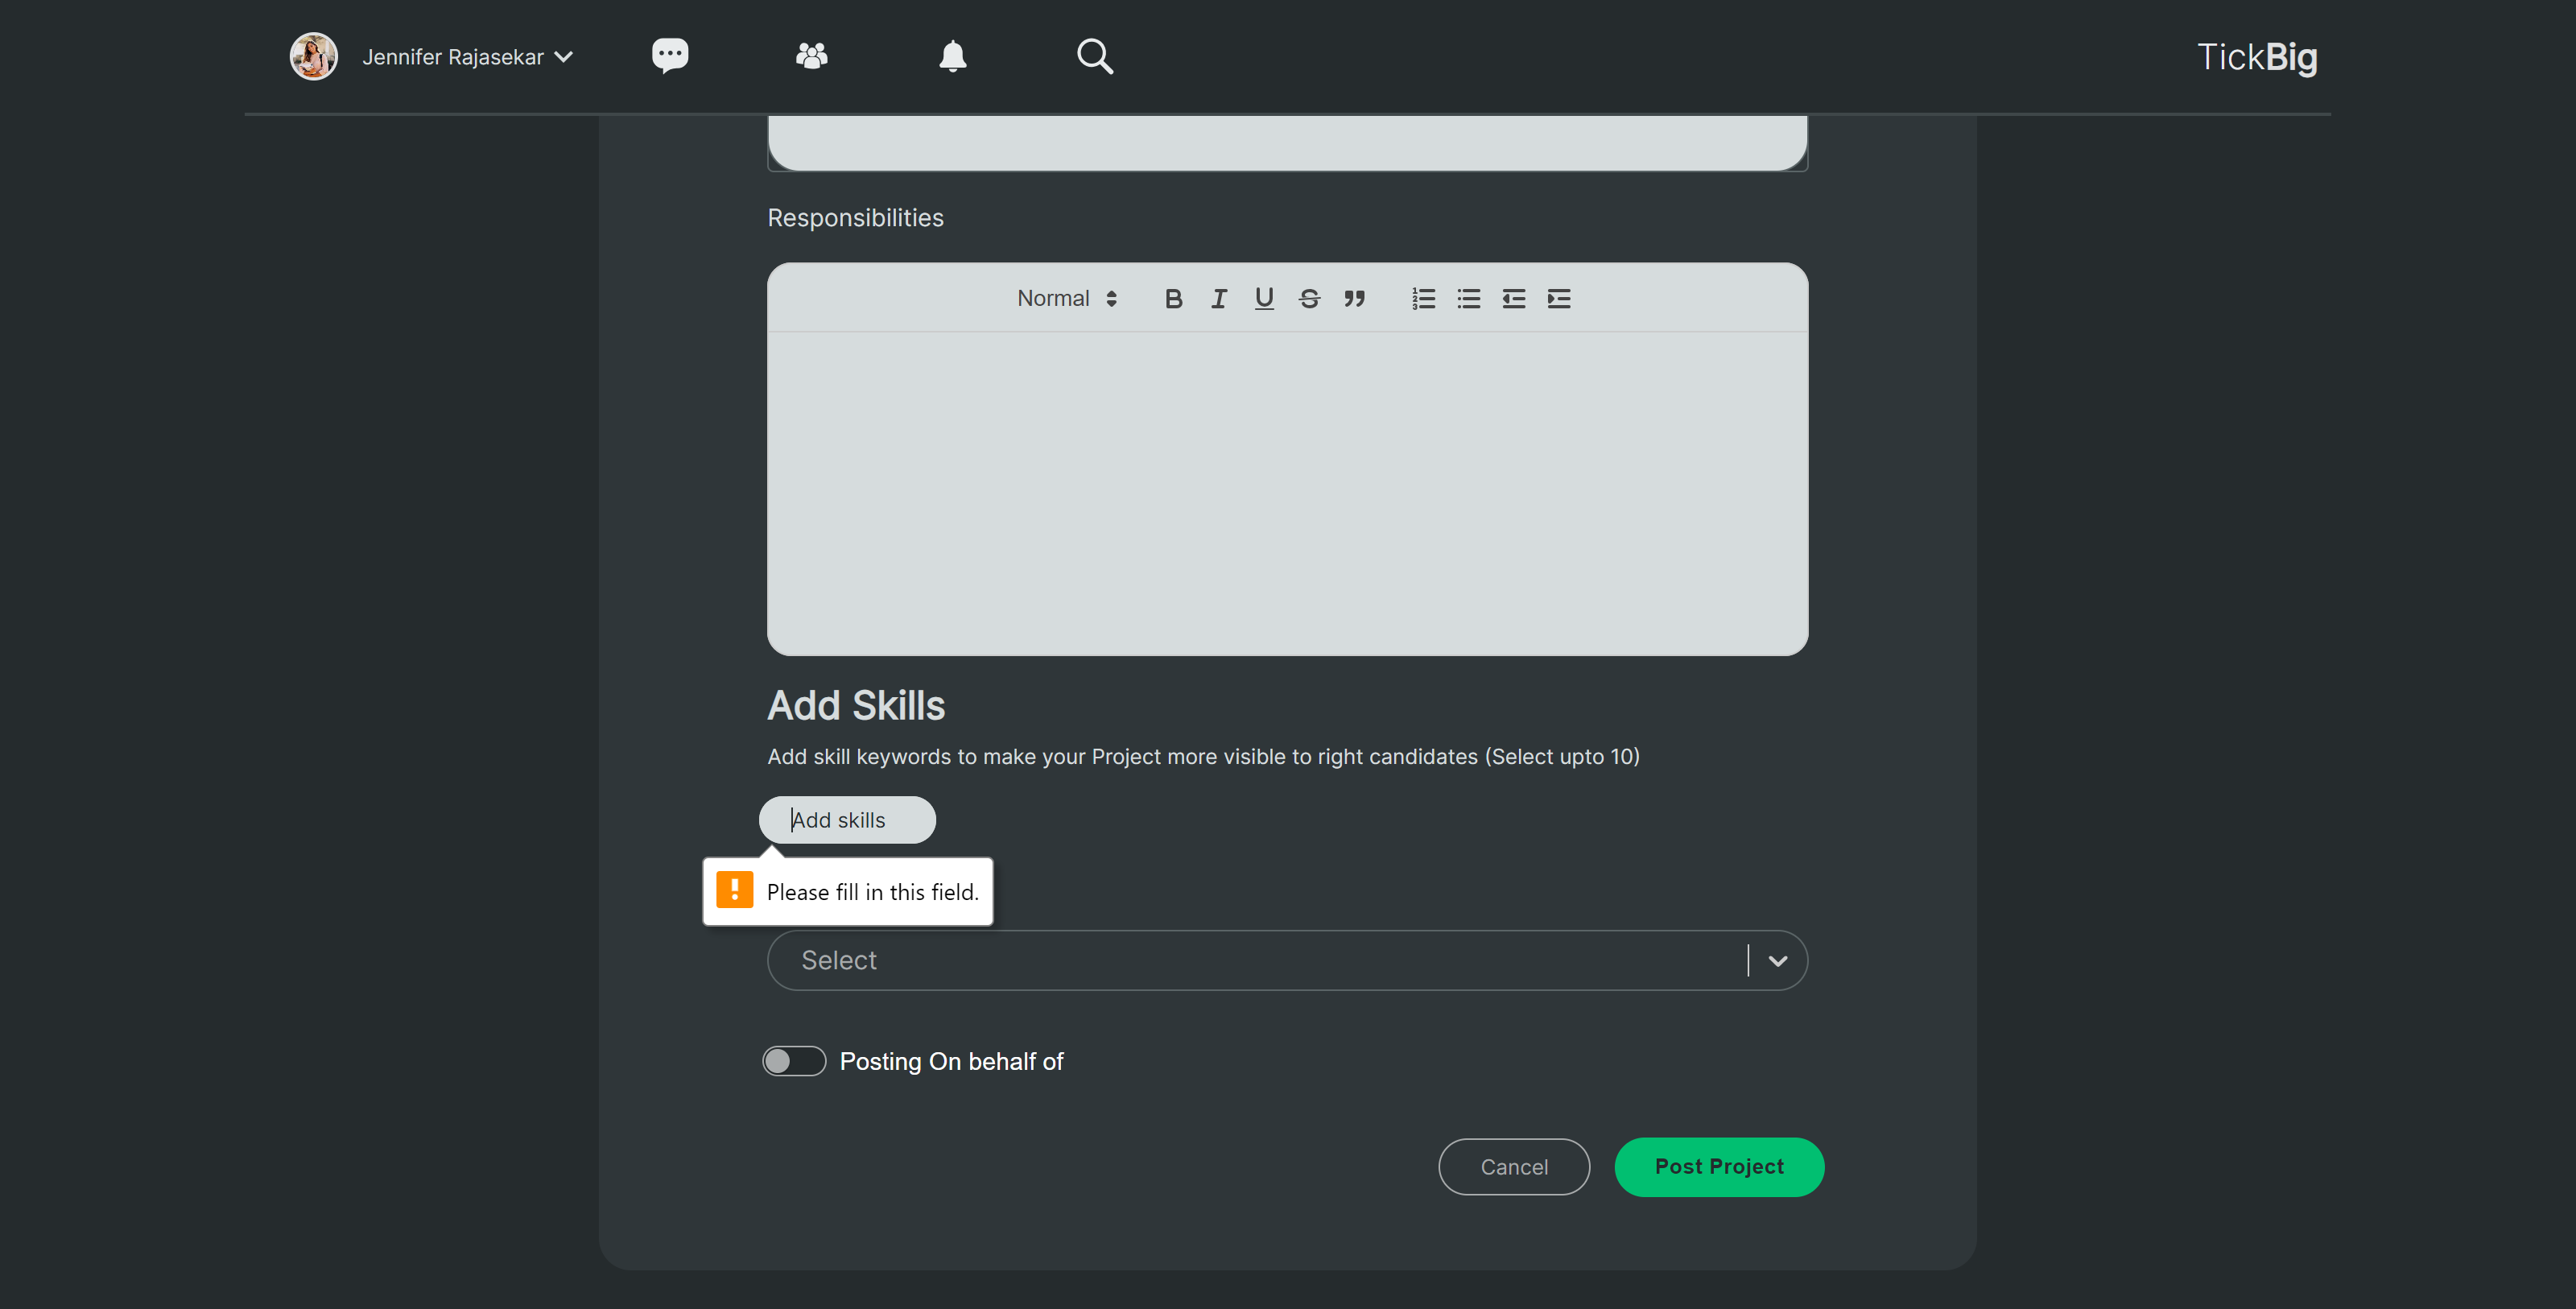 Jennifer Rajasekar
TickBig
Responsibilities
Normal
Add Skills
Add skill keywords to make your Project more visible to right candidates (Select upto 10)
Add skills
Please fill in this field.
Select
Posting On behalf of
Cancel
Post Project